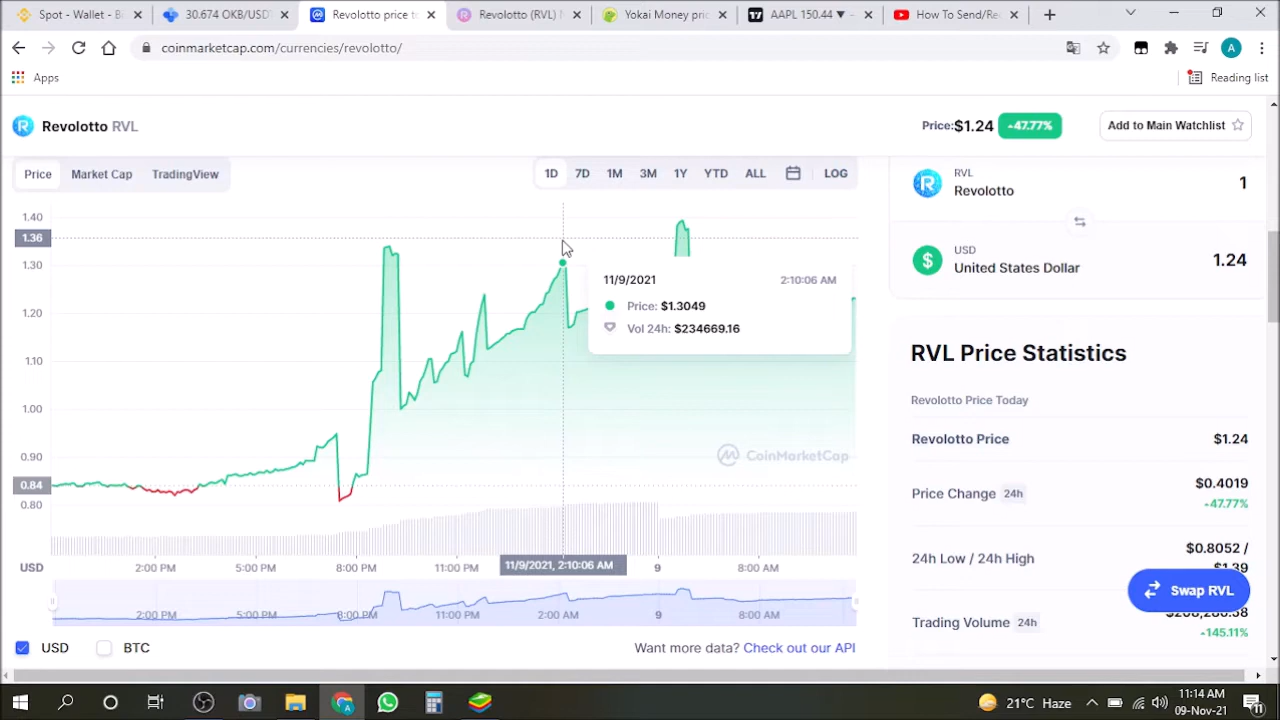 Spot - Wallet - B
30.674 OKB/USD
Revolotto price to
Revolotto (RVL)
Yokai Money pri
AAPL 150.44 ▼
How To Send/Re
coinmarketcap.com/currencies/revolotto/
A
Apps
Reading list
Revolotto RVL
Price: $1.24
47.77%
Add to Main Watchlist
Price
Market Cap
TradingView
1D
7D
1M
3M
1Y
YTD
ALL
LOG
RVL
Revolotto
1
USD
United States Dollar
1.24
1.40
1.36
1.30
1.20
1.10
1.00
0.90
0.84
0.80
11/9/2021
2:10:06 AM
Price: $1.3049
Vol 24h: $234669.16
CoinMarketCap
USD
2:00 PM
5:00 PM
8:00 PM
11:00 PM
11/9/2021, 2:10:06 AM
9
8:00 AM
2:00 PM
5:00 PM
8:00 PM
11:00 PM
2:00 AM
9
8:00 AM
USD
BTC
Want more data? Check out our API
RVL Price Statistics
Revolotto Price Today
Revolotto Price
$1.24
Price Change 24h
$0.4019
47.77%
24h Low / 24h High
$0.8052 /
$1.39
Swap RVL
Trading Volume 24h
145.11%
21°C Haze
11:14 AM
09-Nov-21